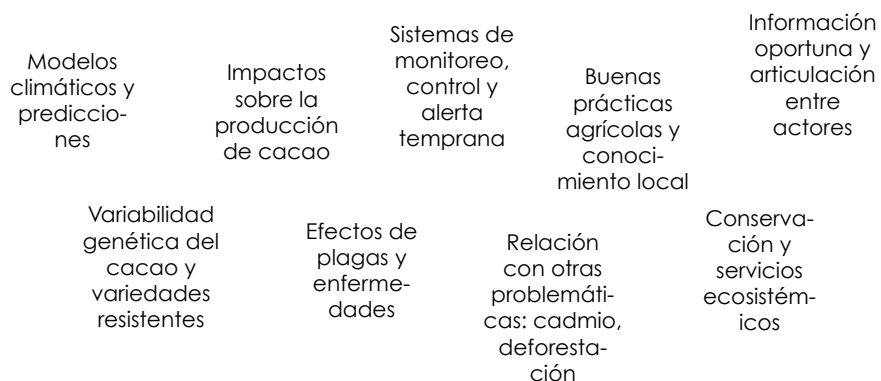 Modelos
climáticos y
prediccio-
nes
Impactos
sobre la
producción
de cacao
Sistemas de
monitoreo,
control y
alerta
temprana
Buenas
prácticas
agrícolas y
conoci-
miento local
Información
oportuna y
articulación
entre
actores
Variabilidad
genética del
cacao y
variedades
resistentes
Efectos de
plagas y
enferme-
dades
Relación
con otras
problemáti-
cas: cadmio,
deforesta-
ción
Conserva-
ción y
servicios
ecosistém-
icos